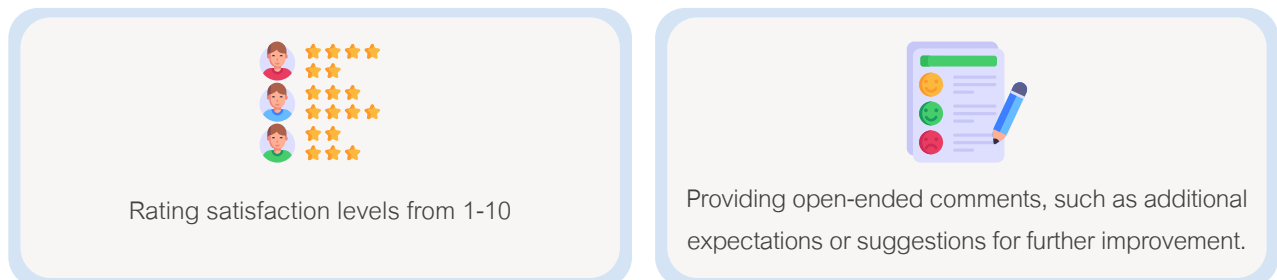 Rating satisfaction levels from 1-10
Providing open-ended comments, such as additional
expectations or suggestions for further improvement.